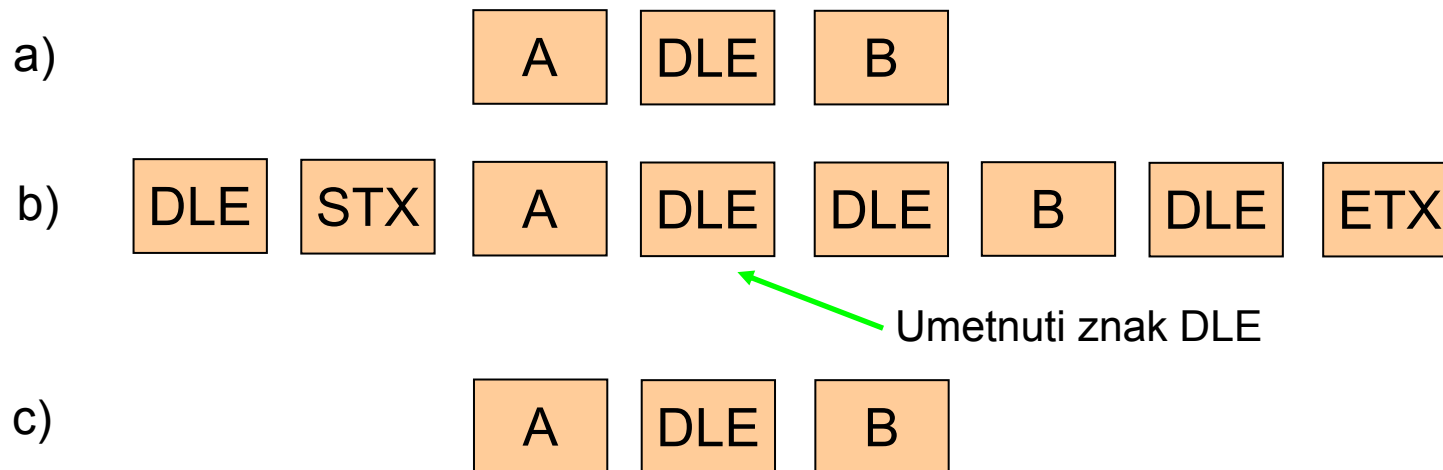 a) A DLE B
b) DLE STX A DLE DLE B DLE ETX
Umetnuti znak DLE
c) A DLE B